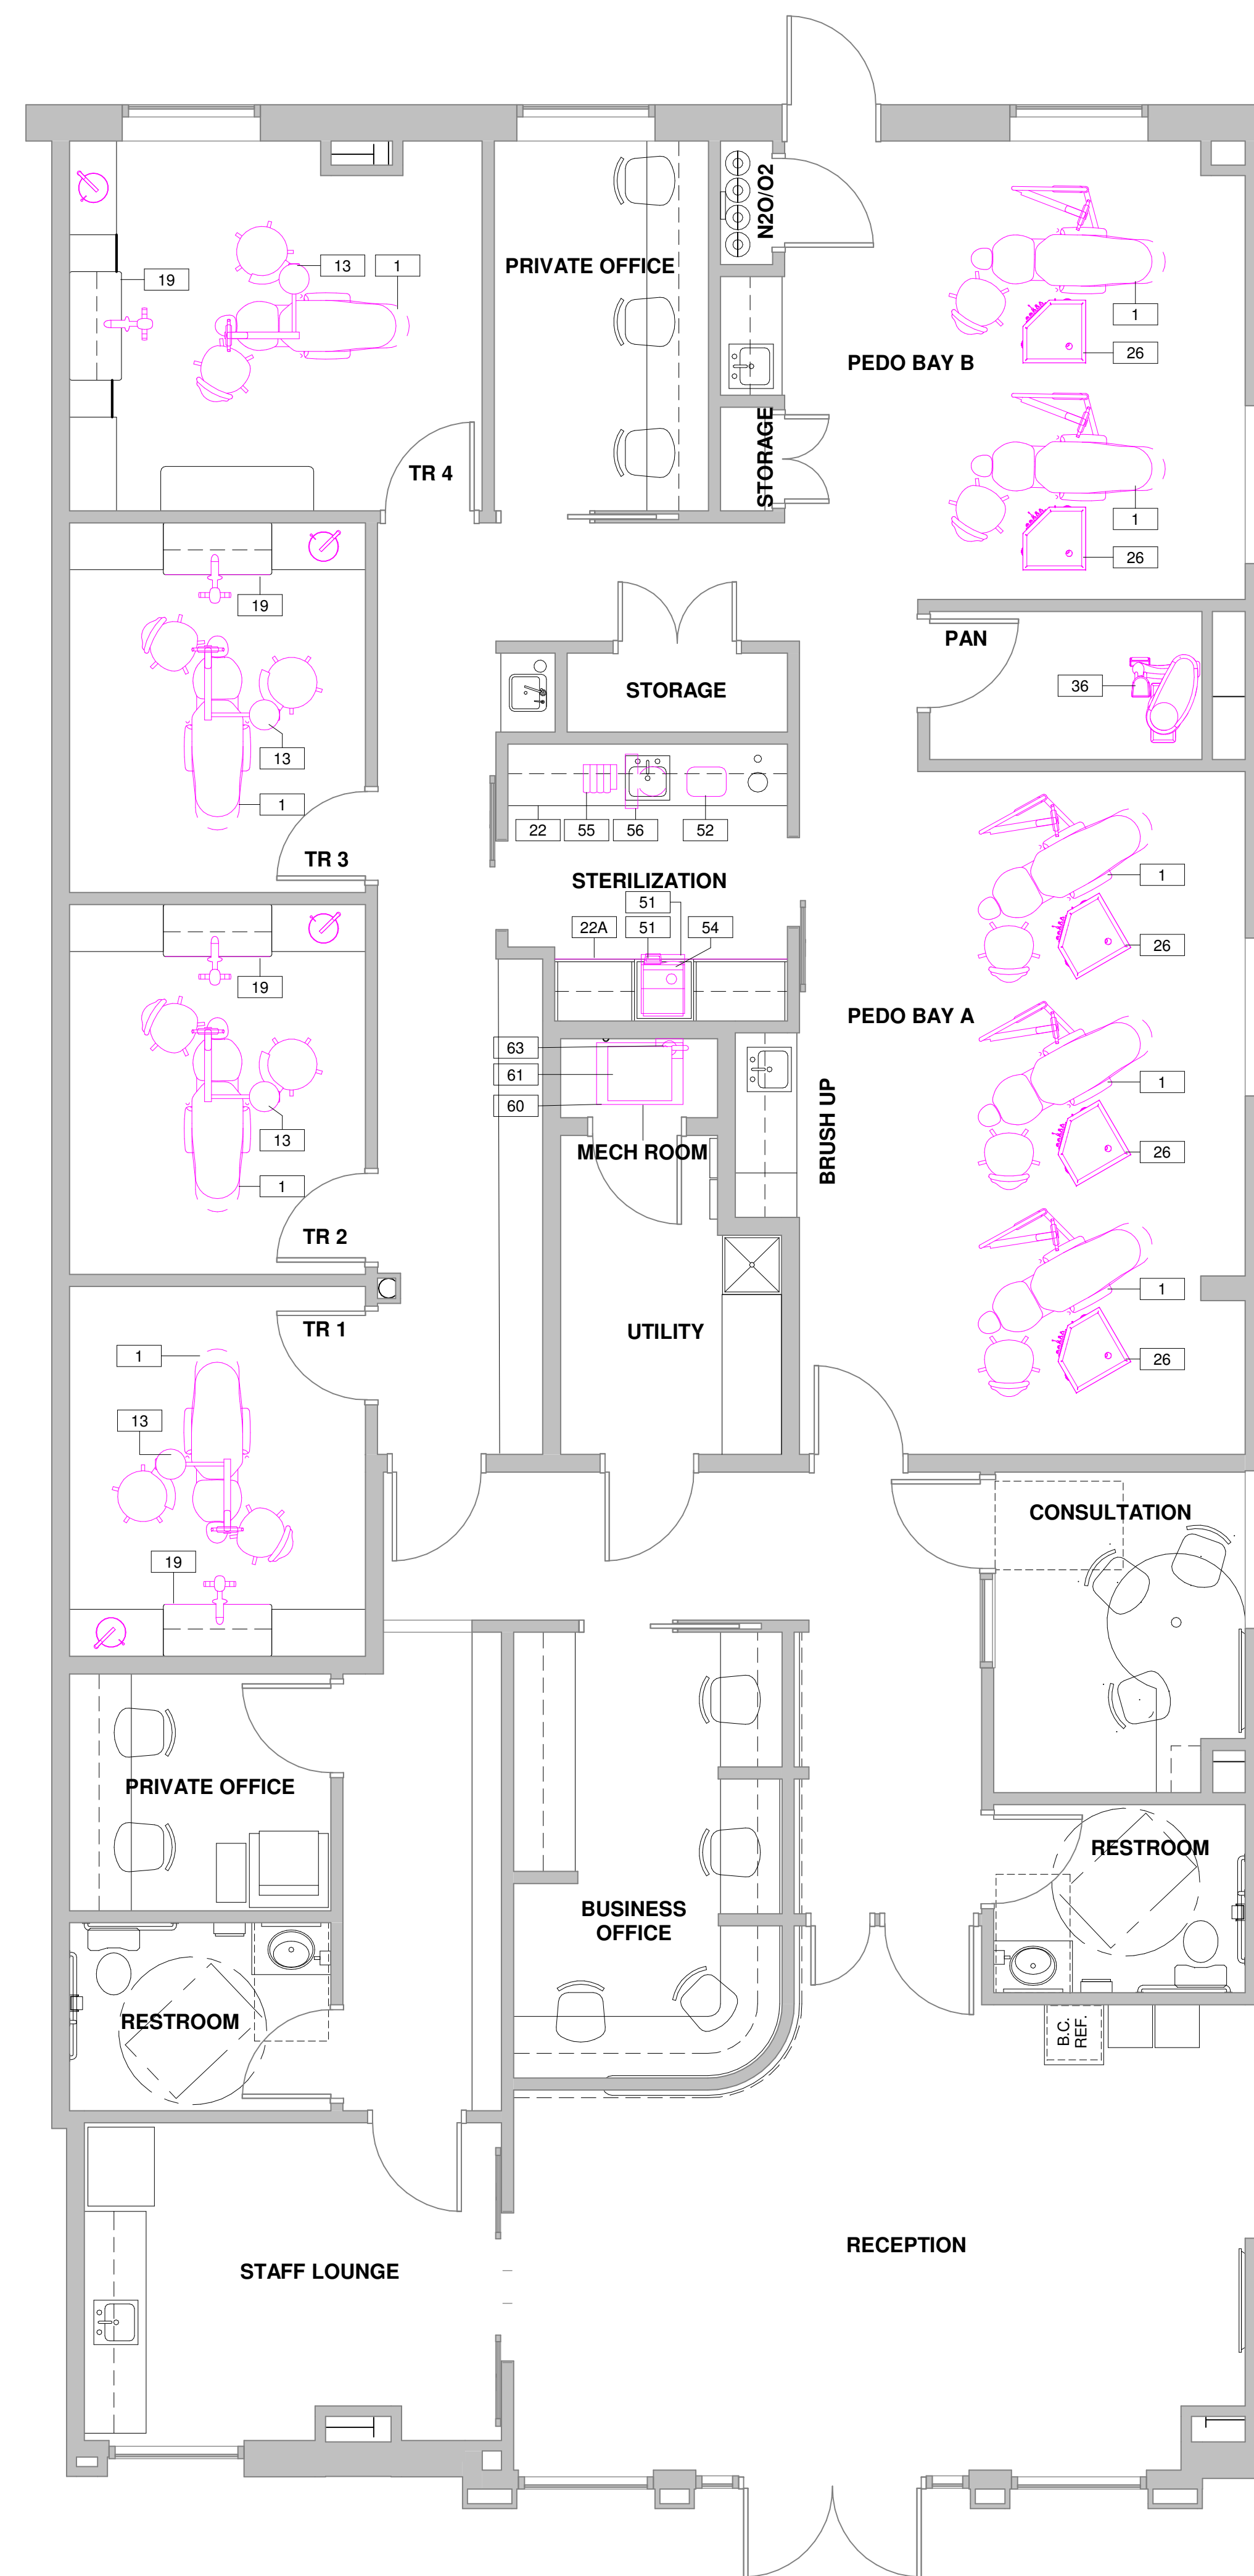 N2O/O2
19
13
1
PRIVATE OFFICE
1
26
PEDO BAY B
STORAGE
TR 4
1
26
19
PAN
36
STORAGE
13
1
22
55
56
52
TR 3
STERILIZATION
51
22A
51
54
1
26
19
PEDO BAY A
63
61
60
1
13
MECH ROOM
BRUSH UP
26
1
TR 2
1
TR 1
UTILITY
1
26
13
CONSULTATION
19
PRIVATE OFFICE
RESTROOM
BUSINESS
OFFICE
RESTROOM
B.C.
REF.
RECEPTION
STAFF LOUNGE